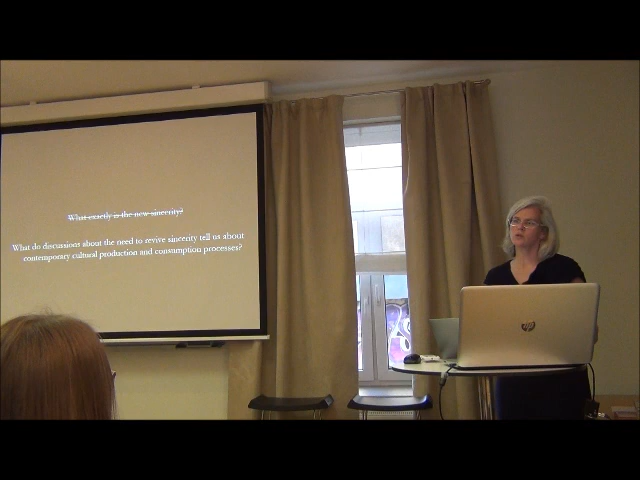 What exactly is the new sincerity?
What do discussions about the need to revive sincerity tell us about
contemporary cultural production and consumption processes?
hp